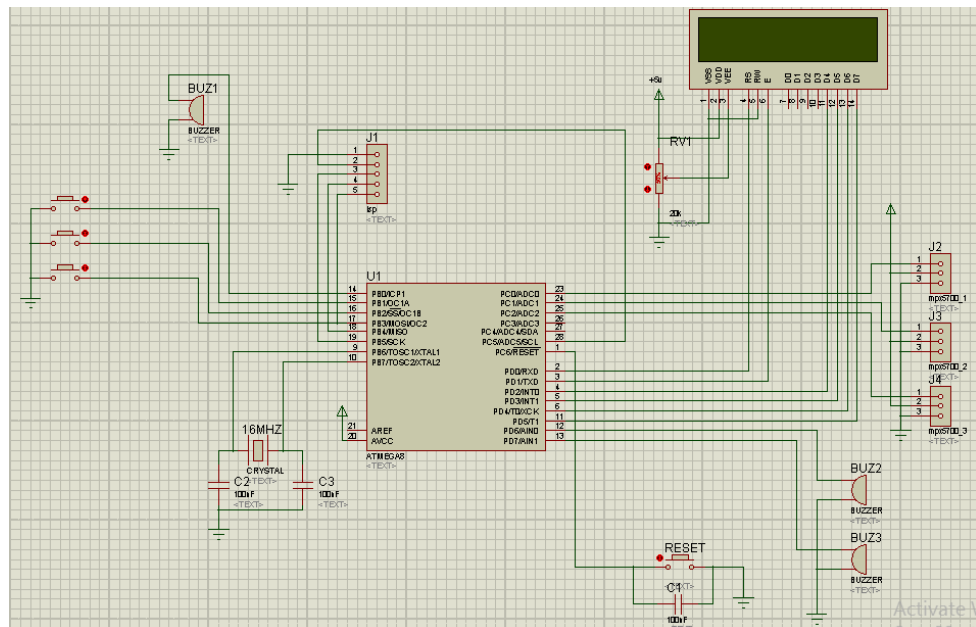 VSS VDD VEE RS RW E D0 D1 D2 D3 D4 D5 D6 D7
1 2 3 4 5 6 7 8 9 10 11 12 13 14
BUZ1
BUZZER
<TEXT>
J1
1
2
3
4
5
isp
<TEXT>
+5v
RV1
20k
<TEXT>
J2
1
2
3
mpx5700_1
<TEXT>
J3
1
2
3
mpx5700_2
<TEXT>
J4
1
2
3
mpx5700_3
<TEXT>
U1
14 PB0/ICP1 PC0/ADC0 23
15 PB1/OC1A PC1/ADC1 24
16 PB2/SS/OC1B PC2/ADC2 25
17 PB3/MOSI/OC2 PC3/ADC3 26
18 PB4/MISO PC4/ADC4/SDA 27
19 PB5/SCK PC5/ADC5/SCL 28
9 PB6/TOSC1/XTAL1 PC6/RESET 1
10 PB7/TOSC2/XTAL2
PD0/RXD 2
PD1/TXD 3
PD2/INT0 4
PD3/INT1 5
PD4/T0/XCK 6
PD5/T1 11
21 AREF PD6/AIN0 12
20 AVCC PD7/AIN1 13
ATMEGA8
<TEXT>
16MHZ
CRYSTAL
<TEXT>
C2
100nF
<TEXT>
C3
100nF
<TEXT>
BUZ2
BUZZER
<TEXT>
BUZ3
BUZZER
<TEXT>
RESET
<TEXT>
C1
100nF
Activate